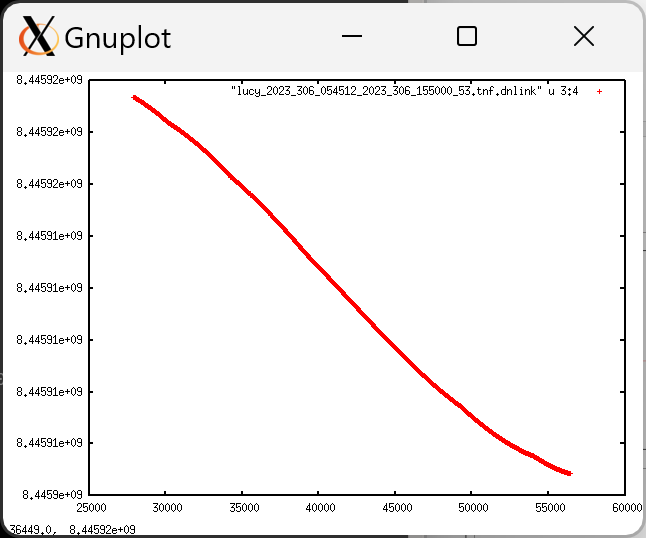 Gnuplot
"lucy_2023_306_054512_2023_306_155000_53.tnf.dnlink" u 3:4
8.44592e+09
8.44592e+09
8.44592e+09
8.44591e+09
8.44591e+09
8.44591e+09
8.44591e+09
8.44591e+09
8.4459e+09
25000 30000 35000 40000 45000 50000 55000 60000
36449.0, 8.44592e+09